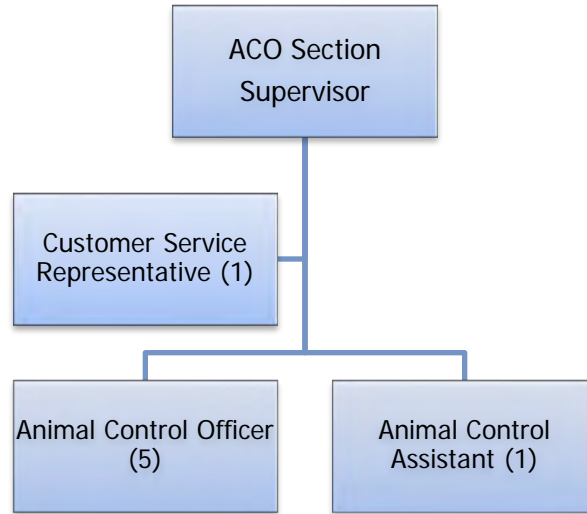 ACO Section
Supervisor
Customer Service
Representative (1)
Animal Control Officer
(5)
Animal Control
Assistant (1)